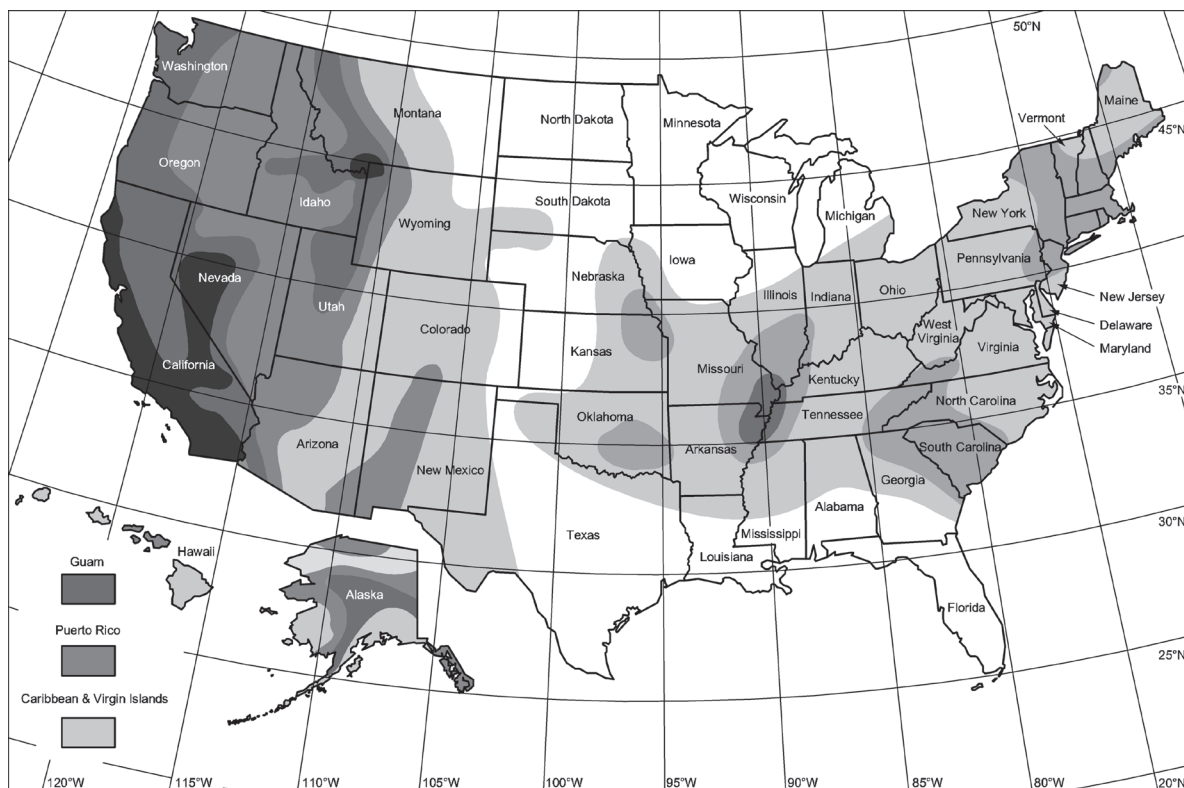 50°N
Washington
Maine
Montana
North Dakota
Minnesota
Vermont
45°N
Oregon
Idaho
South Dakota
Wisconsin
Michigan
New York
Wyoming
Pennsylvania
Nebraska
Iowa
Nevada
Illinois
Indiana
Ohio
New Jersey
Utah
Colorado
West
Virginia
Delaware
Virginia
Maryland
California
Kansas
Missouri
Kentucky
35°N
Oklahoma
Tennessee
North Carolina
Arizona
Arkansas
South Carolina
New Mexico
Georgia
Alabama
30°N
Texas
Mississippi
Hawaii
Louisiana
Guam
Alaska
Florida
Puerto Rico
25°N
Caribbean & Virgin Islands
120°W
115°W
110°W
105°W
100°W
95°W
90°W
85°W
80°W
20°N